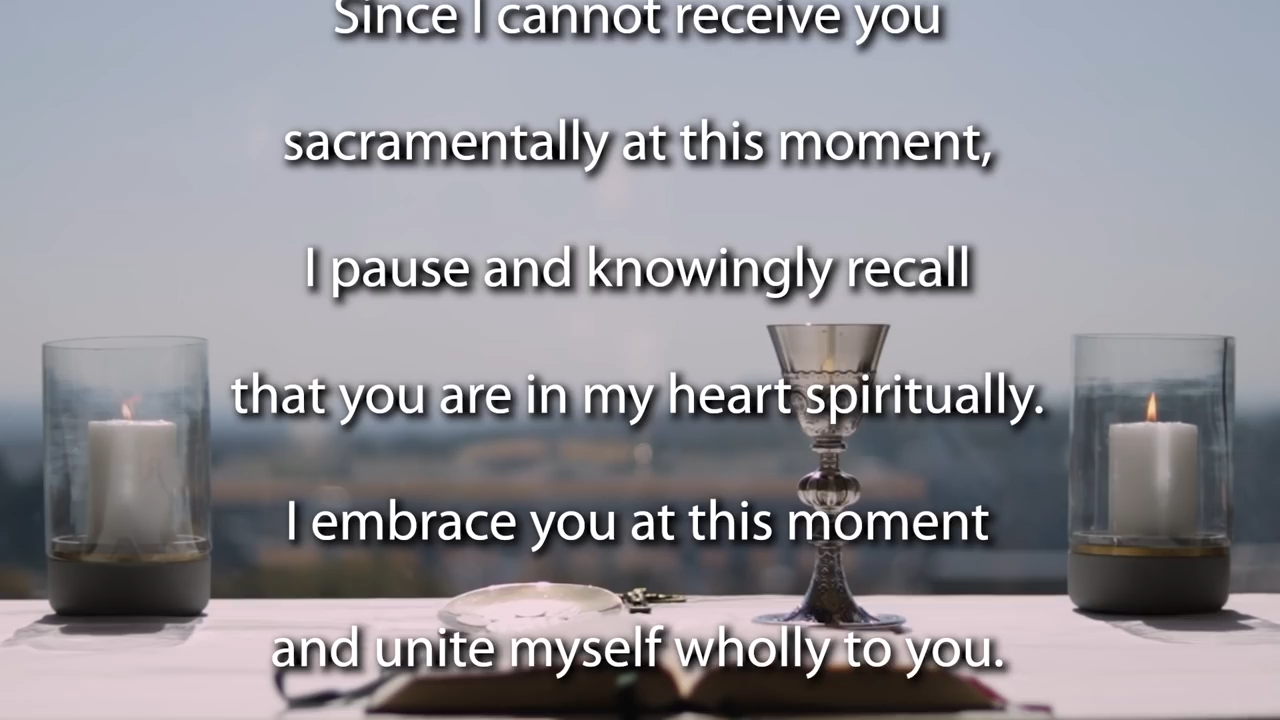 Since I cannot receive you
sacramentally at this moment,
I pause and knowingly recall
that you are in my heart spiritually.
I embrace you at this moment
and unite myself wholly to you.